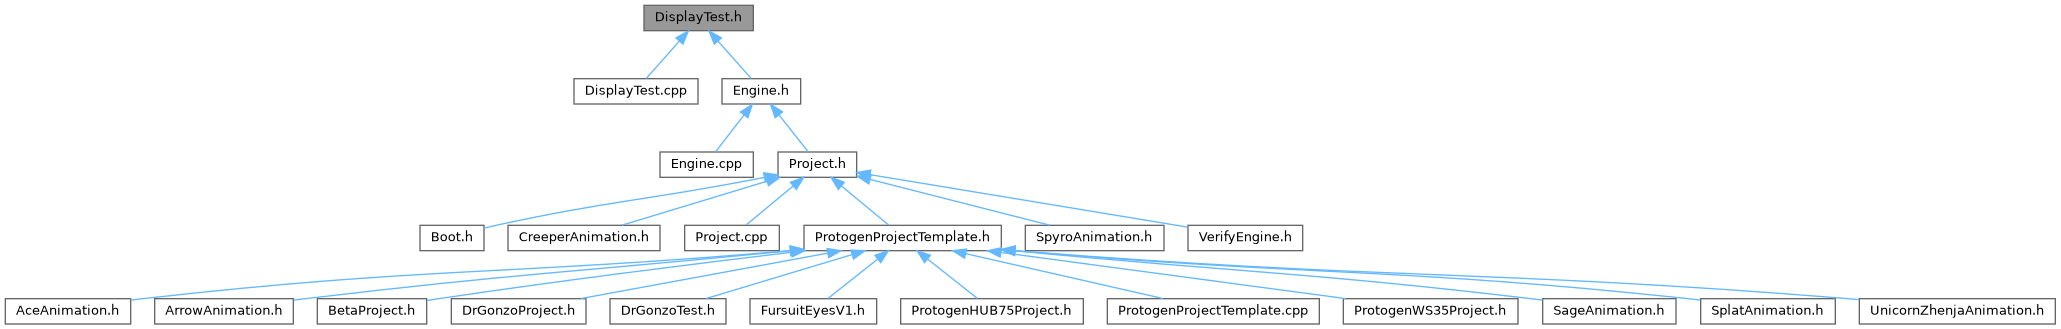 DisplayTest.h
DisplayTest.cpp
Engine.h
Engine.cpp
Project.h
Boot.h
CreeperAnimation.h
Project.cpp
ProtogenProjectTemplate.h
SpyroAnimation.h
VerifyEngine.h
AceAnimation.h
ArrowAnimation.h
BetaProject.h
DrGonzoProject.h
DrGonzoTest.h
FursuitEyesV1.h
ProtogenHUB75Project.h
ProtogenProjectTemplate.cpp
ProtogenWS35Project.h
SageAnimation.h
SplatAnimation.h
UnicornZhenjaAnimation.h